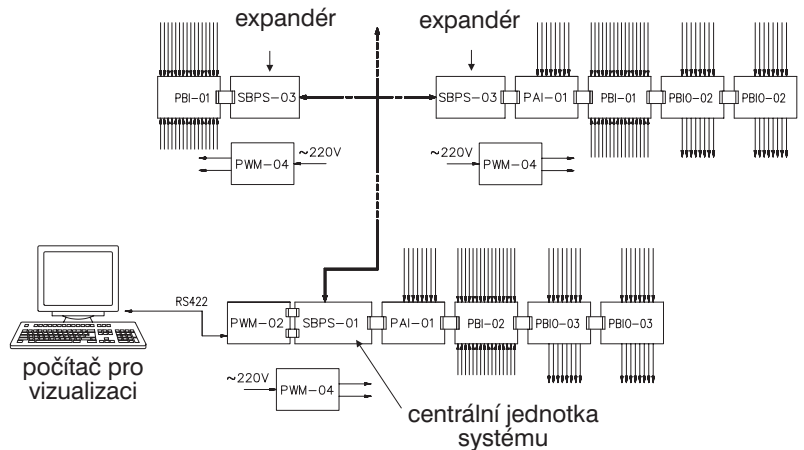 expandér
expandér
PBI-01
SBPS-03
SBPS-03
PAI-01
PBI-01
PBIO-02
PBIO-02
~220V
PWM-04
~220V
PWM-04
RS422
PWM-02
SBPS-01
PAI-01
PBI-02
PBIO-03
PBIO-03
počítač pro
vizualizaci
~220V
PWM-04
centrální jednotka
systému